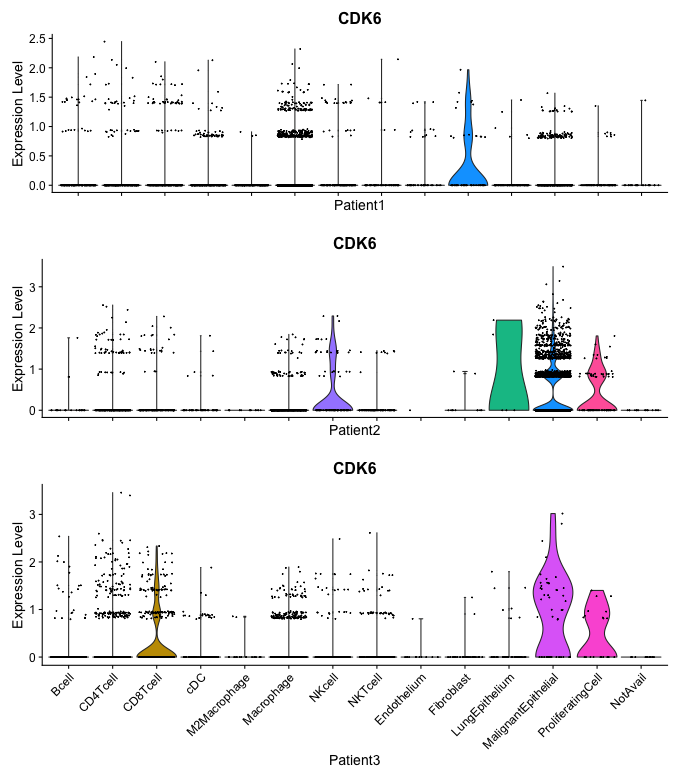 CDK6
Expression Level
2.5
2.0
1.5
1.0
0.5
0.0
Patient1
CDK6
Expression Level
3
2
1
0
Patient2
CDK6
Expression Level
3
2
1
0
Bcell
CD4Tcell
CD8Tcell
cDC
M2Macrophage
Macrophage
NKcell
NKTcell
Endothelium
Fibroblast
LungEpithelium
MalignantEpithelial
ProliferatingCell
NotAvail
Patient3